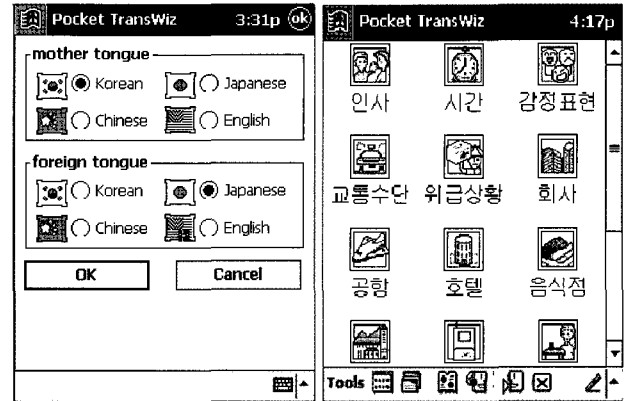 Pocket TransWiz 3:31p ok
mother tongue
Korean Japanese
Chinese English
foreign tongue
Korean Japanese
Chinese English
OK Cancel
Pocket TransWiz 4:17p
인사 시간 감정표현
교통수단 위급상황 회사
공항 호텔 음식점
Tools